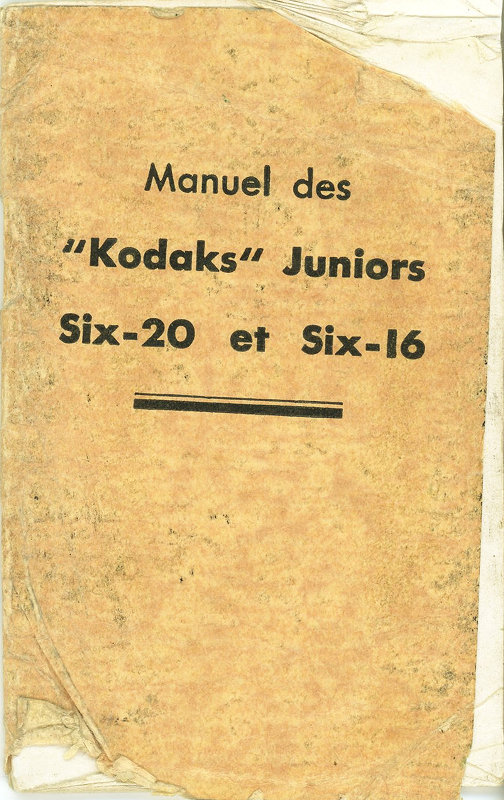 Manuel des
"Kodaks" Juniors
Six-20 et Six-16